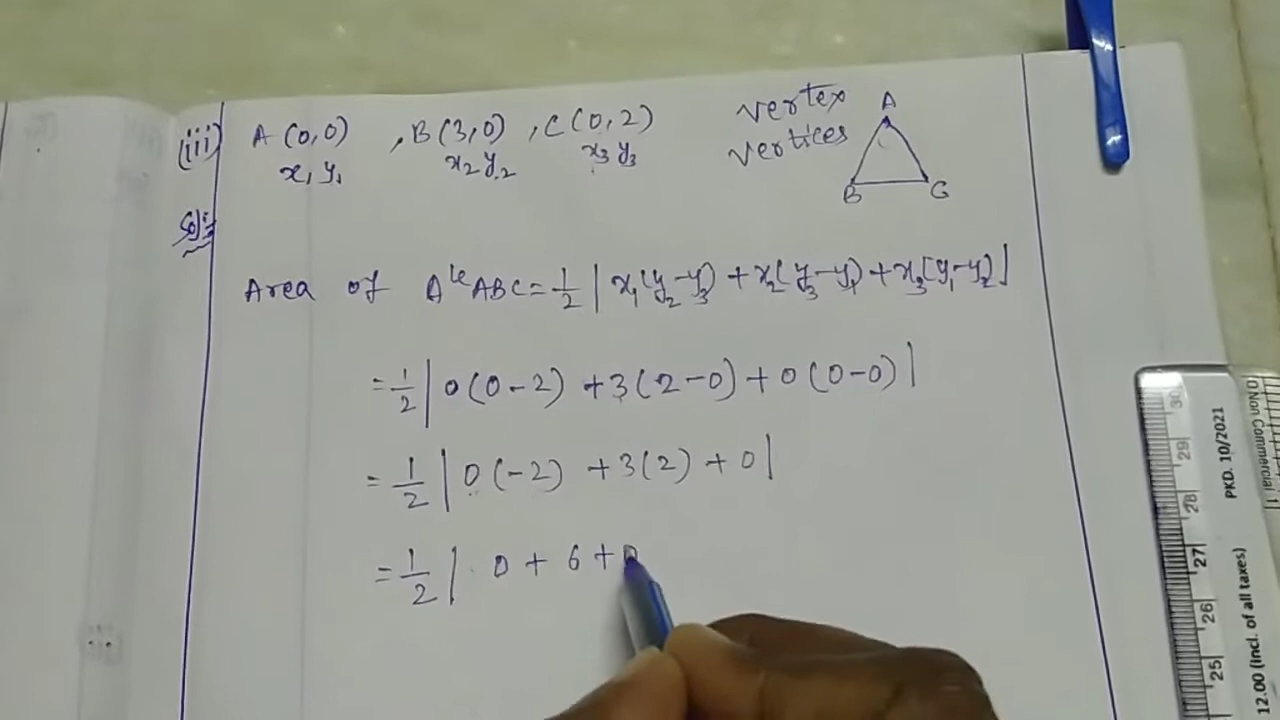 (iii) A (0,0) , B(3,0) , C(0,2) vertex
x₁ y₁ x₂ y₂ x₃ y₃ vertices
A
B C
Sol:
Area of Δˡᵉ ABC = 1/2 | x₁(y₂-y₃) + x₂(y₃-y₁) + x₃(y₁-y₂) |
= 1/2 | 0(0-2) + 3(2-0) + 0(0-0) |
= 1/2 | 0(-2) + 3(2) + 0 |
= 1/2 | 0 + 6 + 0
30
29
28
27
26
25
PKD. 10/2021
12.00 (Incl. of all taxes)
Non Commercial